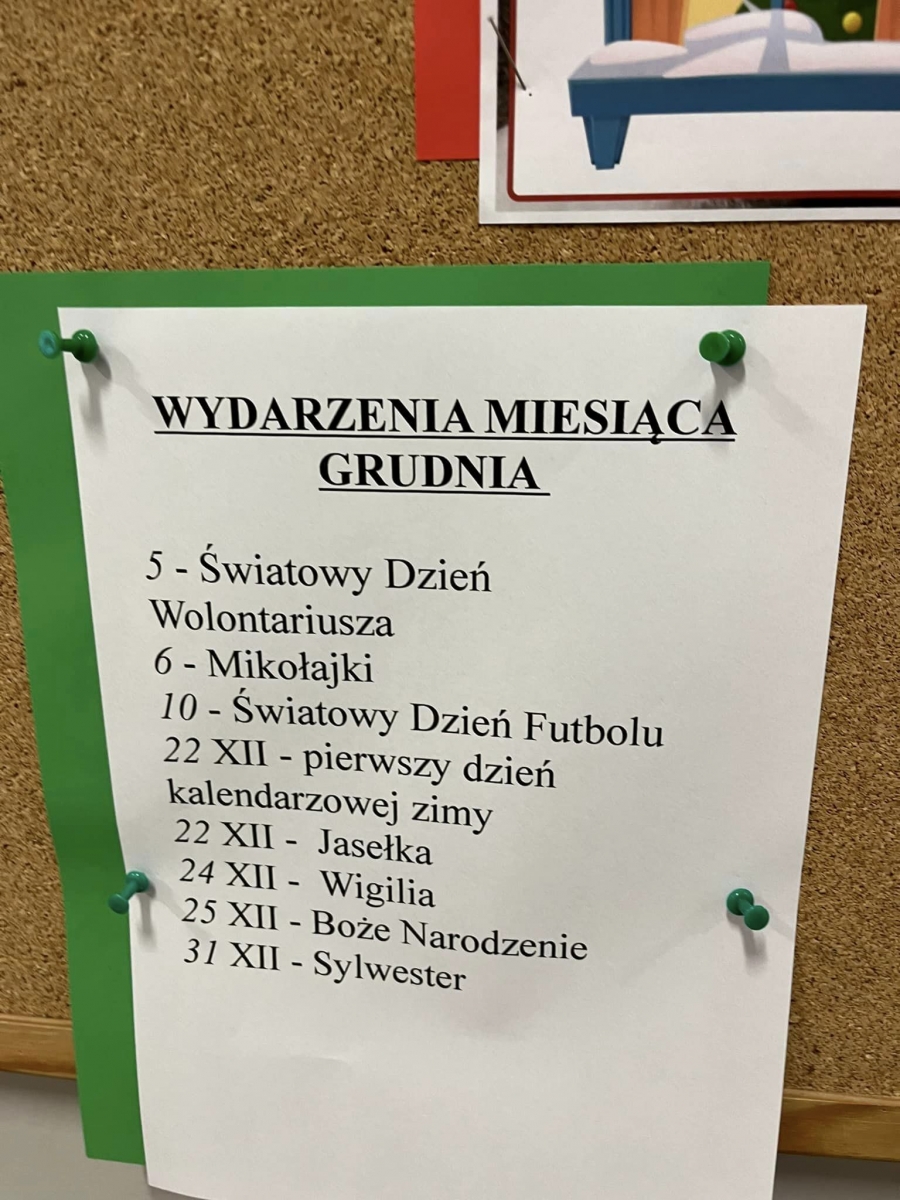 WYDARZENIA MIESIĄCA
GRUDNIA
5 - Światowy Dzień
Wolontariusza
6 - Mikołajki
10 - Światowy Dzień Futbolu
22 XII - pierwszy dzień
kalendarzowej zimy
22 XII - Jasełka
24 XII - Wigilia
25 XII - Boże Narodzenie
31 XII - Sylwester